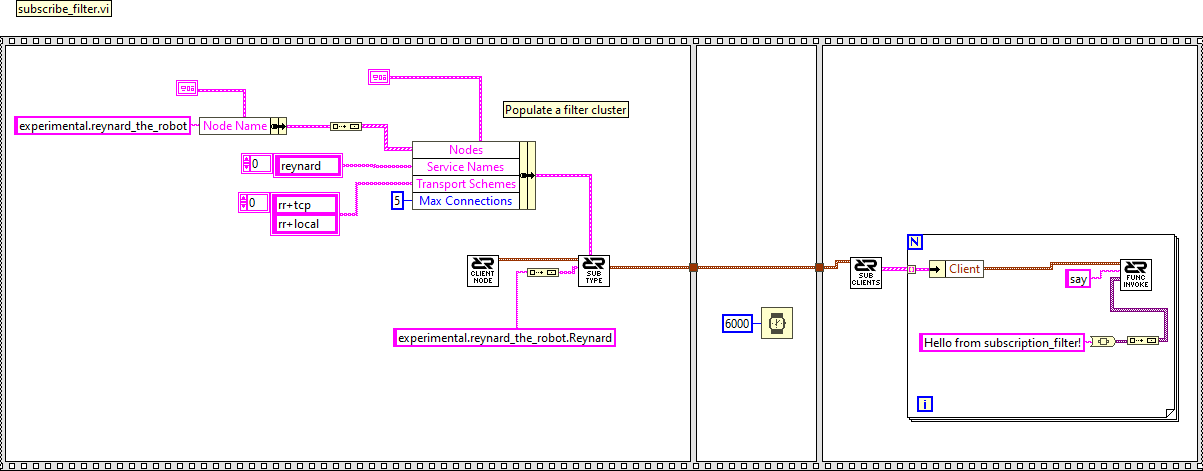 subscribe_filter.vi
experimental.reynard_the_robot
Node Name
Populate a filter cluster
Nodes
0
reynard
Service Names
Transport Schemes
0
rr+tcp
rr+local
5
Max Connections
CLIENT
NODE
SUB
TYPE
experimental.reynard_the_robot.Reynard
6000
SUB
CLIENTS
N
Client
say
FUNC
INVOKE
Hello from subscription_filter!
i